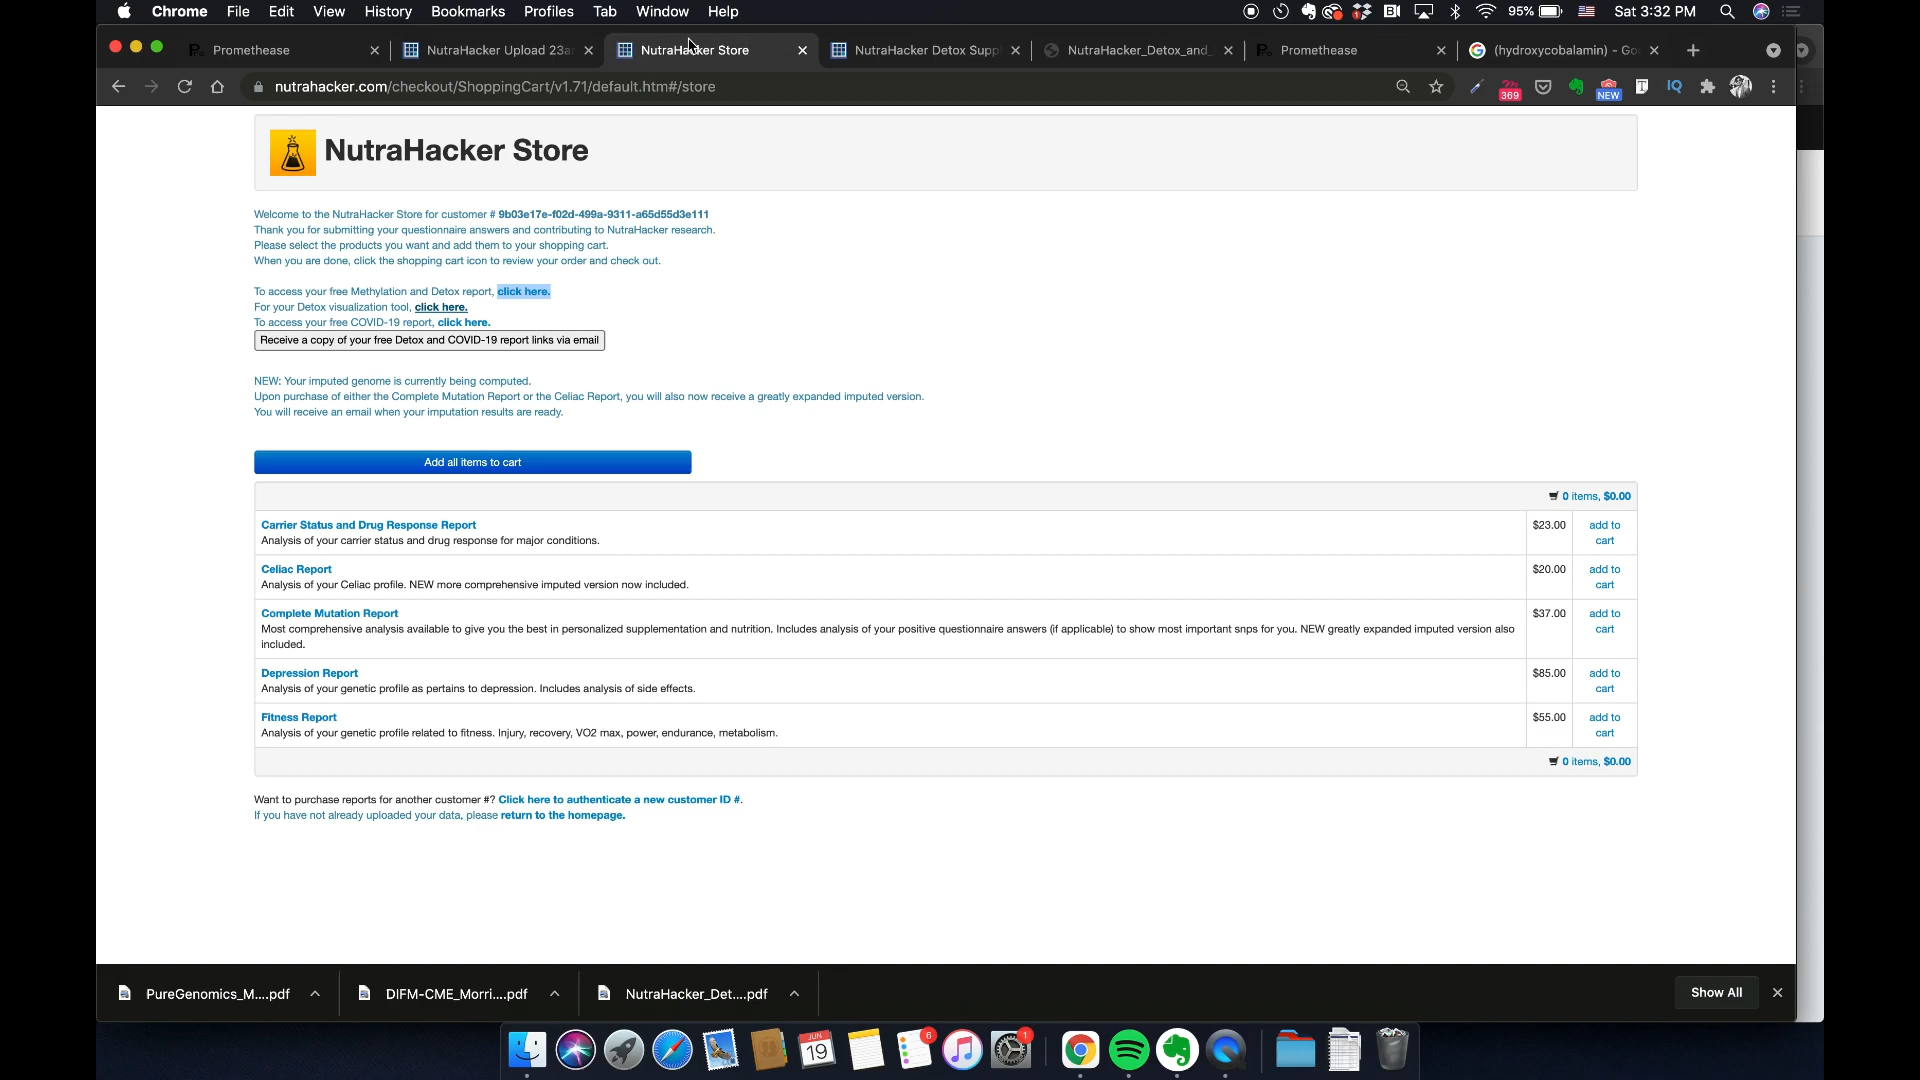 Chrome File Edit View History Bookmarks Profiles Tab Window Help
95% Sat 3:32 PM
Promethease
NutraHacker Upload 23a
NutraHacker Store
NutraHacker Detox Supp
NutraHacker_Detox_and_
Promethease
(hydroxycobalamin) - Go
nutrahacker.com/checkout/ShoppingCart/v1.71/default.htm#/store
369
NEW
IQ
NutraHacker Store
Welcome to the NutraHacker Store for customer # 9b03e17e-f02d-499a-9311-a65d55d3e111
Thank you for submitting your questionnaire answers and contributing to NutraHacker research.
Please select the products you want and add them to your shopping cart.
When you are done, click the shopping cart icon to review your order and check out.
To access your free Methylation and Detox report, click here.
For your Detox visualization tool, click here.
To access your free COVID-19 report, click here.
Receive a copy of your free Detox and COVID-19 report links via email
NEW: Your imputed genome is currently being computed.
Upon purchase of either the Complete Mutation Report or the Celiac Report, you will also now receive a greatly expanded imputed version.
You will receive an email when your imputation results are ready.
Add all items to cart
0 items, $0.00
Carrier Status and Drug Response Report
Analysis of your carrier status and drug response for major conditions.
$23.00
add to
cart
Celiac Report
Analysis of your Celiac profile. NEW more comprehensive imputed version now included.
$20.00
add to
cart
Complete Mutation Report
Most comprehensive analysis available to give you the best in personalized supplementation and nutrition. Includes analysis of your positive questionnaire answers (if applicable) to show most important snps for you. NEW greatly expanded imputed version also
included.
$37.00
add to
cart
Depression Report
Analysis of your genetic profile as pertains to depression. Includes analysis of side effects.
$85.00
add to
cart
Fitness Report
Analysis of your genetic profile related to fitness. Injury, recovery, VO2 max, power, endurance, metabolism.
$55.00
add to
cart
0 items, $0.00
Want to purchase reports for another customer #? Click here to authenticate a new customer ID #.
If you have not already uploaded your data, please return to the homepage.
PureGenomics_M....pdf
DIFM-CME_Morri....pdf
NutraHacker_Det....pdf
Show All
JUN
19
6
1